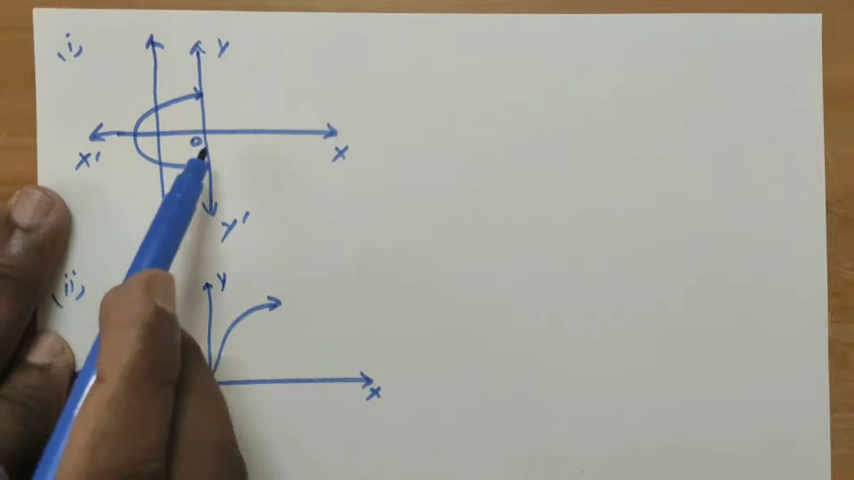 (i)
Y
O
X' X
Y'
(ii)
Y
X